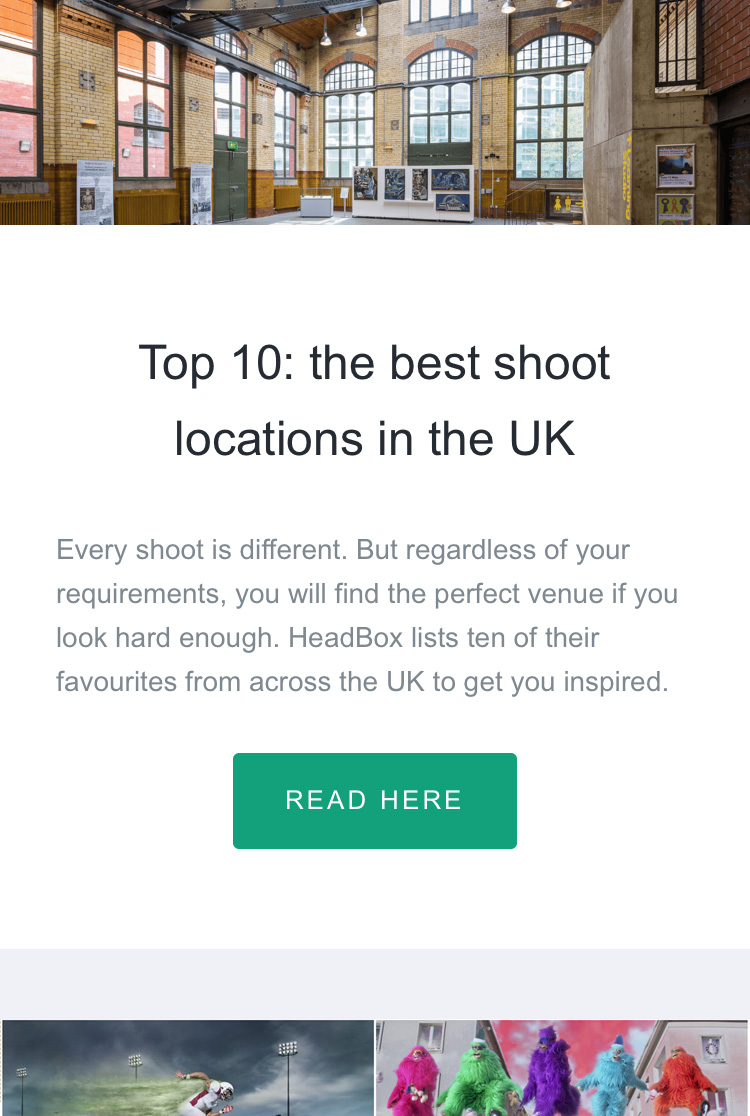 Top 10: the best shoot
locations in the UK
Every shoot is different. But regardless of your
requirements, you will find the perfect venue if you
look hard enough. HeadBox lists ten of their
favourites from across the UK to get you inspired.
READ HERE